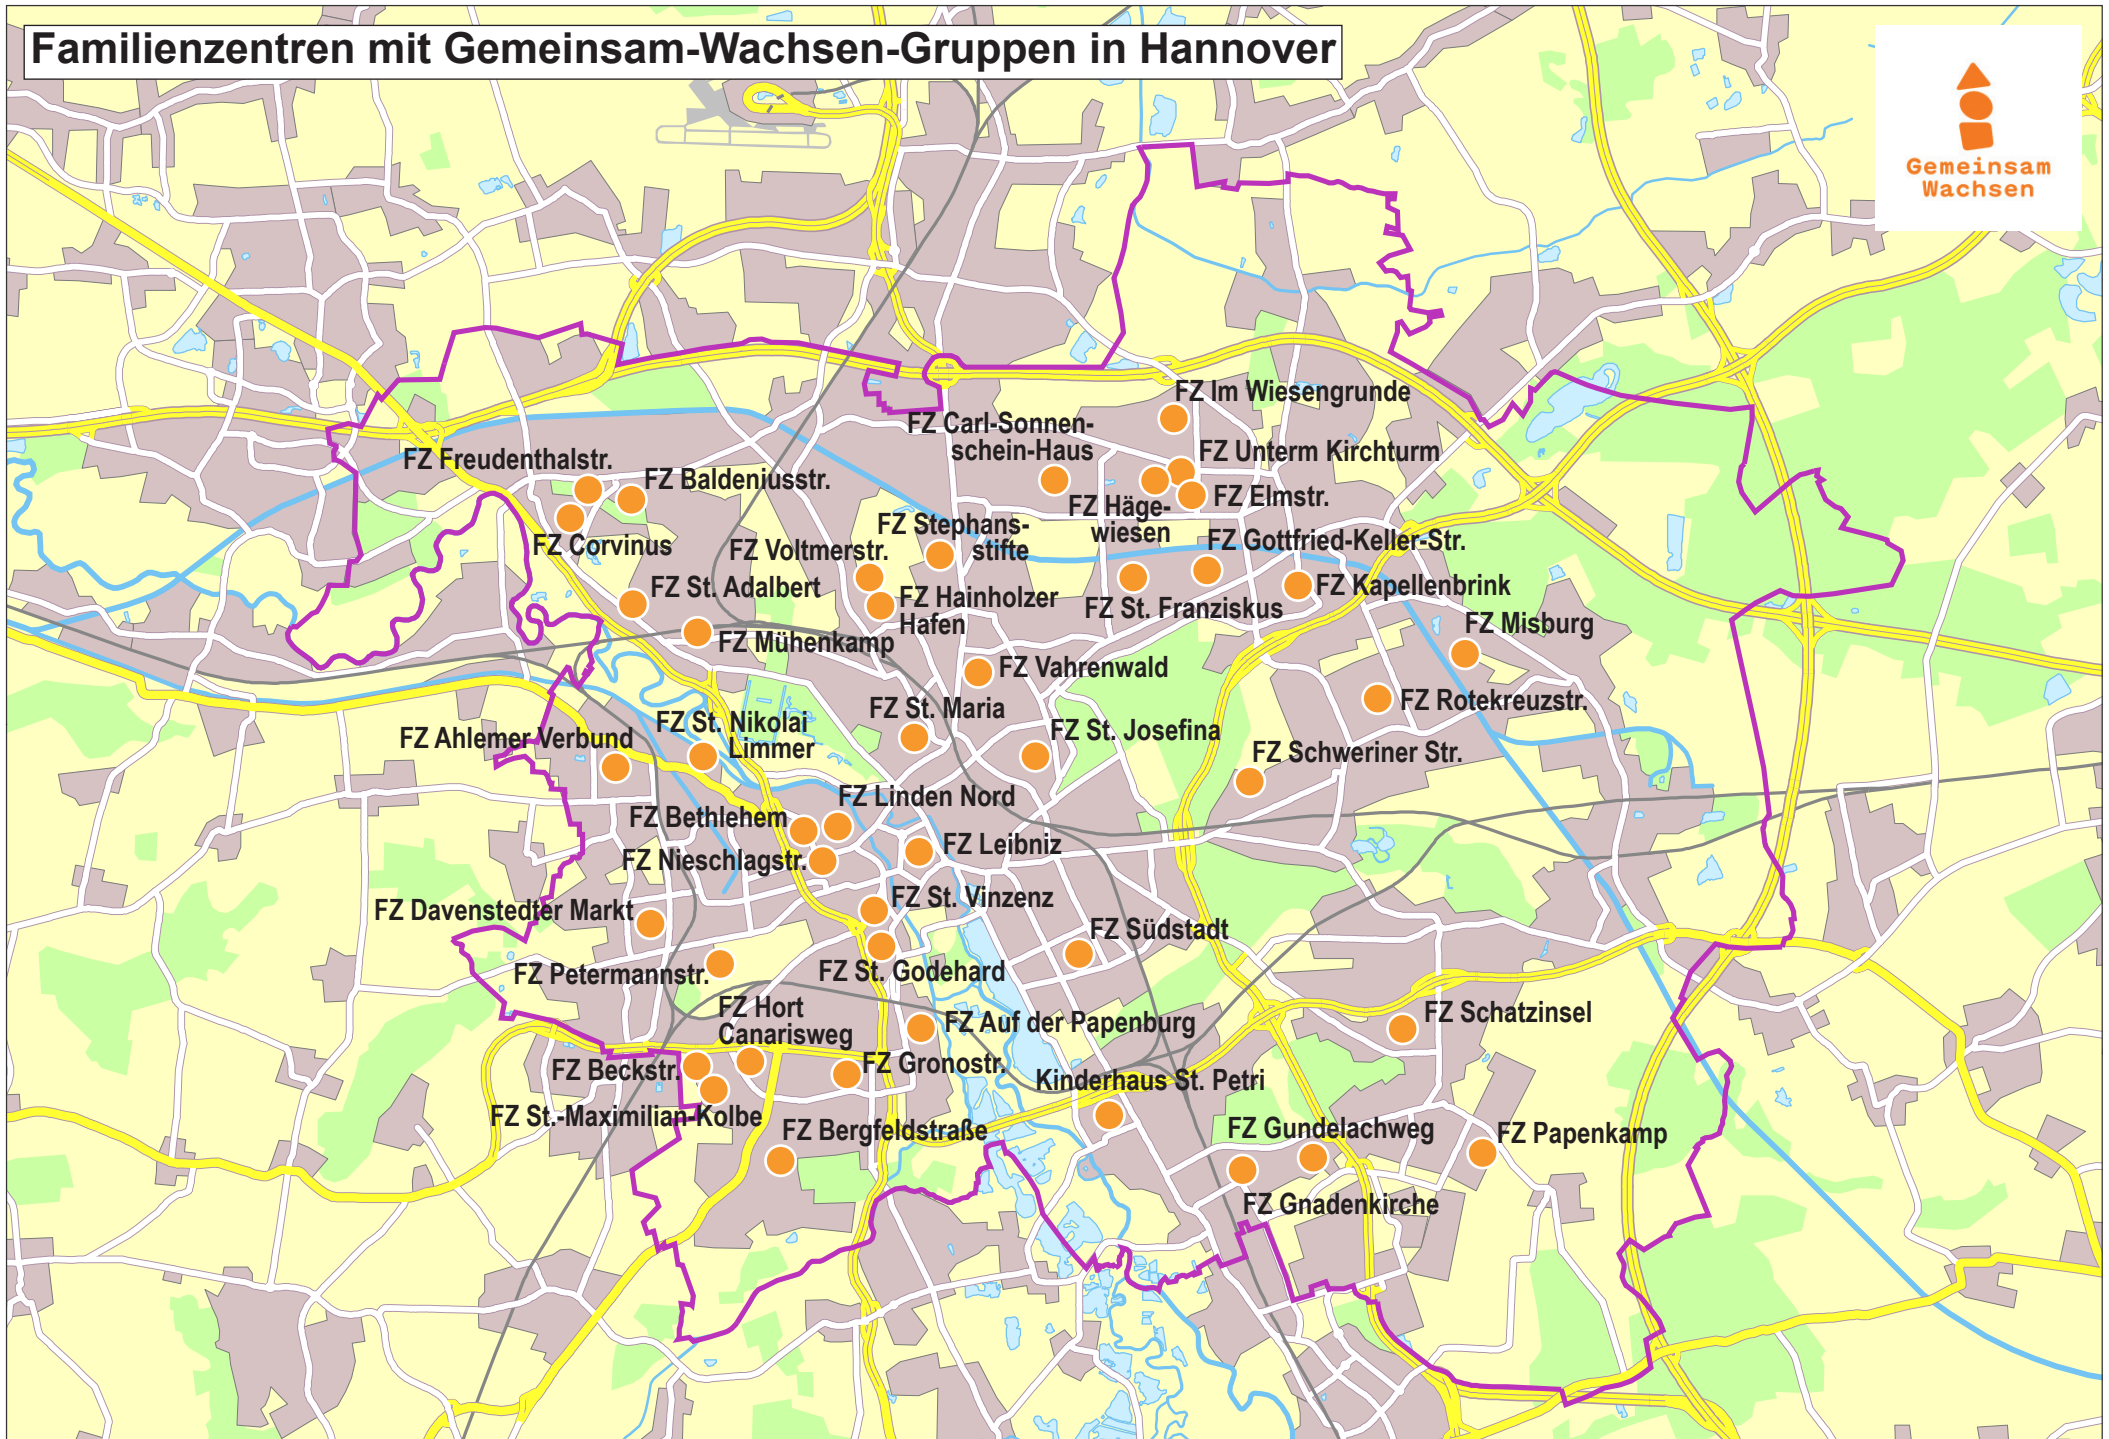 Familienzentren mit Gemeinsam-Wachsen-Gruppen in Hannover
Gemeinsam
Wachsen
FZ Im Wiesengrunde
FZ Carl-Sonnen-
schein-Haus
FZ Unterm Kirchturm
FZ Freudenthalstr.
FZ Baldeniusstr.
FZ Elmstr.
FZ Häge-
wiesen
FZ Stephans-
stifte
FZ Corvinus
FZ Voltmerstr.
FZ Gottfried-Keller-Str.
FZ St. Adalbert
FZ Hainholzer
Hafen
FZ St. Franziskus
FZ Kapellenbrink
FZ Misburg
FZ Mühenkamp
FZ Vahrenwald
FZ Rotekreuzstr.
FZ St. Maria
FZ St. Nikolai
Limmer
FZ St. Josefina
FZ Ahlemer Verbund
FZ Schweriner Str.
FZ Linden Nord
FZ Bethlehem
FZ Leibniz
FZ Nieschlagstr.
FZ St. Vinzenz
FZ Davenstedter Markt
FZ Südstadt
FZ Petermannstr.
FZ St. Godehard
FZ Hort
Canarisweg
FZ Auf der Papenburg
FZ Schatzinsel
FZ Beckstr.
FZ Gronostr.
Kinderhaus St. Petri
FZ St.-Maximilian-Kolbe
FZ Bergfeldstraße
FZ Gundelachweg
FZ Papenkamp
FZ Gnadenkirche